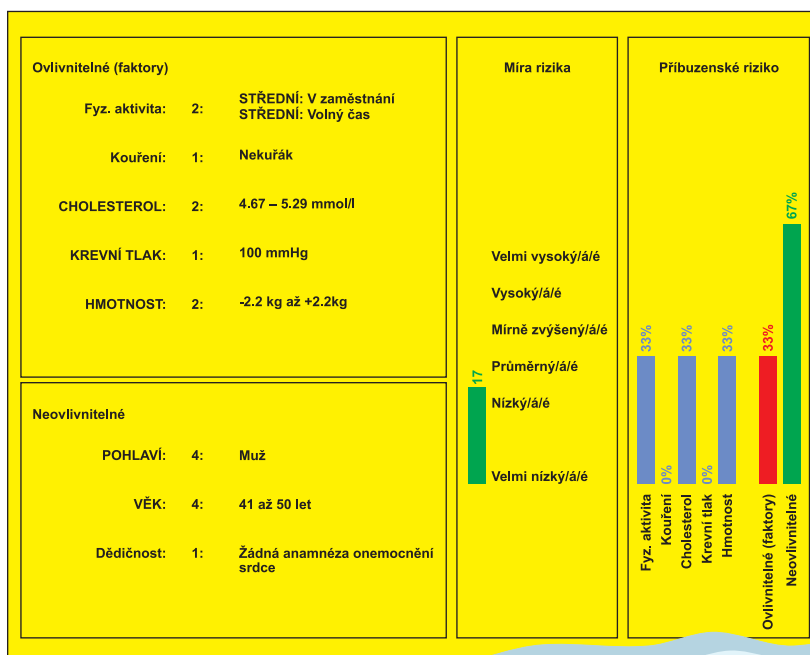 Ovlivnitelné (faktory)
Fyz. aktivita: 2: STŘEDNÍ: V zaměstnání
STŘEDNÍ: Volný čas
Kouření: 1: Nekuřák
CHOLESTEROL: 2: 4.67 – 5.29 mmol/l
KREVNÍ TLAK: 1: 100 mmHg
HMOTNOST: 2: -2.2 kg až +2.2kg
Neovlivnitelné
POHLAVÍ: 4: Muž
VĚK: 4: 41 až 50 let
Dědičnost: 1: Žádná anamnéza onemocnění
srdce
Míra rizika
Velmi vysoký/á/é
Vysoký/á/é
Mírně zvýšený/á/é
Průměrný/á/é
17
Nízký/á/é
Velmi nízký/á/é
Příbuzenské riziko
33%
0%
33%
0%
33%
33%
67%
Fyz. aktivita
Kouření
Cholesterol
Krevní tlak
Hmotnost
Ovlivnitelné (faktory)
Neovlivnitelné